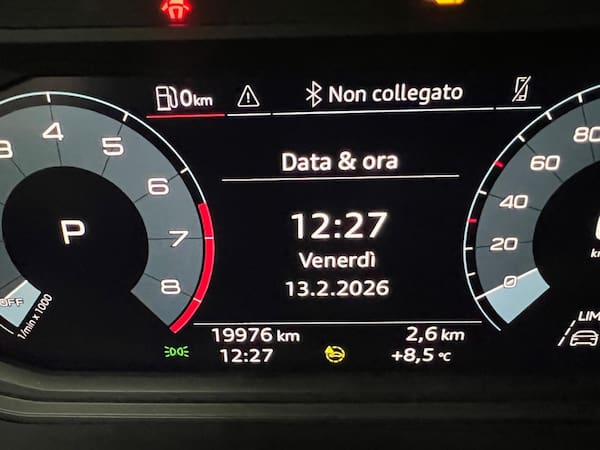 0km
Non collegato
Data & ora
12:27
Venerdì
13.2.2026
19976 km 2,6 km
12:27 +8,5 °C
3 4 5 6 7 8
P
OFF
1/min x 1000
0 20 40 60 80
LIM